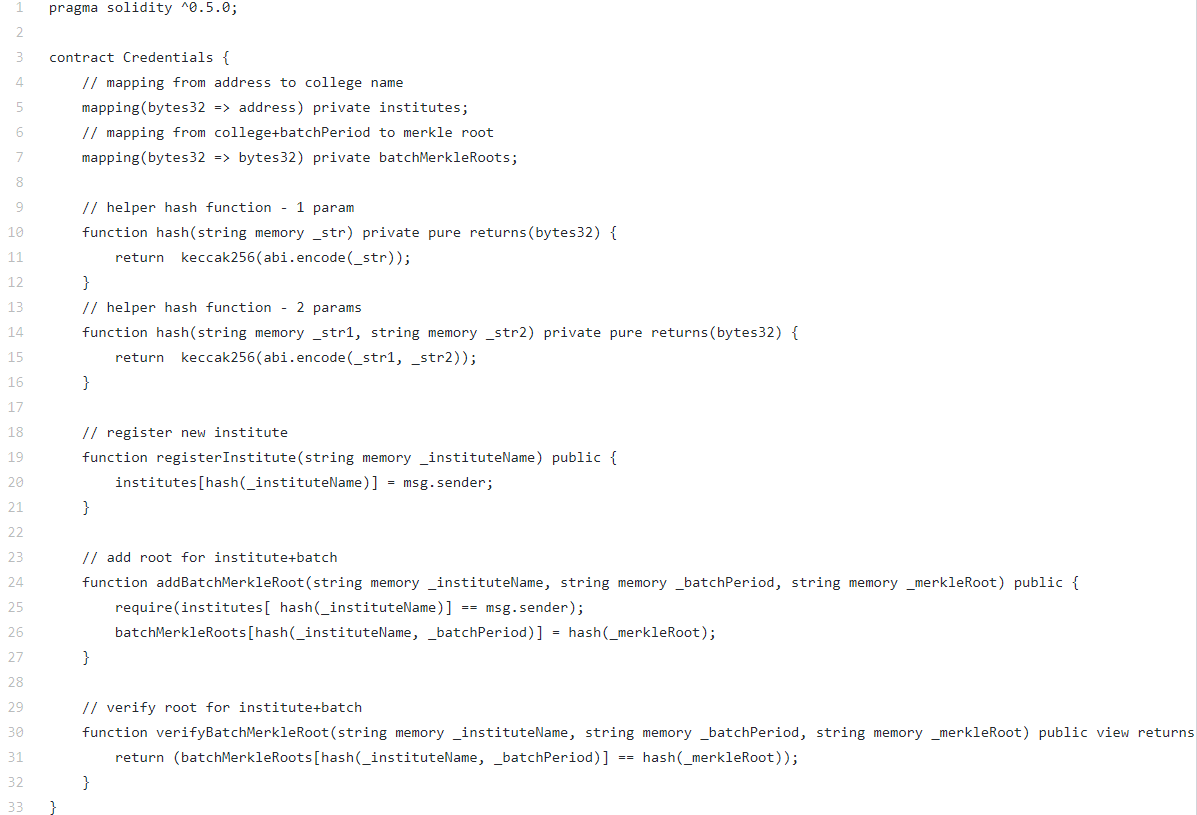 1 pragma solidity ^0.5.0;
2
3 contract Credentials {
4     // mapping from address to college name
5     mapping(bytes32 => address) private institutes;
6     // mapping from college+batchPeriod to merkle root
7     mapping(bytes32 => bytes32) private batchMerkleRoots;
8
9     // helper hash function - 1 param
10     function hash(string memory _str) private pure returns(bytes32) {
11         return  keccak256(abi.encode(_str));
12     }
13     // helper hash function - 2 params
14     function hash(string memory _str1, string memory _str2) private pure returns(bytes32) {
15         return  keccak256(abi.encode(_str1, _str2));
16     }
17
18     // register new institute
19     function registerInstitute(string memory _instituteName) public {
20         institutes[hash(_instituteName)] = msg.sender;
21     }
22
23     // add root for institute+batch
24     function addBatchMerkleRoot(string memory _instituteName, string memory _batchPeriod, string memory _merkleRoot) public {
25         require(institutes[ hash(_instituteName)] == msg.sender);
26         batchMerkleRoots[hash(_instituteName, _batchPeriod)] = hash(_merkleRoot);
27     }
28
29     // verify root for institute+batch
30     function verifyBatchMerkleRoot(string memory _instituteName, string memory _batchPeriod, string memory _merkleRoot) public view returns
31         return (batchMerkleRoots[hash(_instituteName, _batchPeriod)] == hash(_merkleRoot));
32     }
33 }